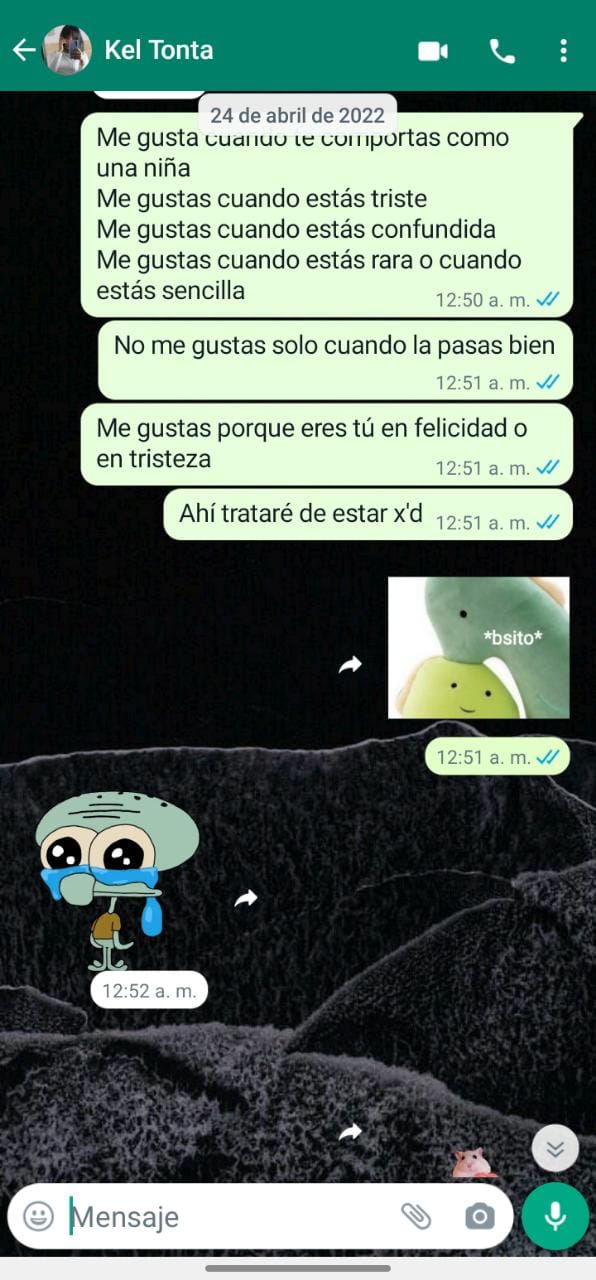 Kel Tonta
24 de abril de 2022
Me gusta cuando te comportas como
una niña
Me gustas cuando estás triste
Me gustas cuando estás confundida
Me gustas cuando estás rara o cuando
estás sencilla
12:50 a. m.
No me gustas solo cuando la pasas bien
12:51 a. m.
Me gustas porque eres tú en felicidad o
en tristeza
12:51 a. m.
Ahí trataré de estar x'd
12:51 a. m.
*bsito*
12:51 a. m.
12:52 a. m.
Mensaje